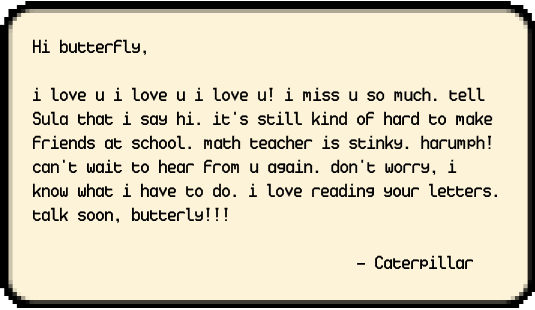 Hi butterfly,
i love u i love u i love u! i miss u so much. tell
Sula that i say hi. it's still kind of hard to make
friends at school. math teacher is stinky. harumph!
can't wait to hear from u again. don't worry, i
know what i have to do. i love reading your letters.
talk soon, butterly!!!
– Caterpillar